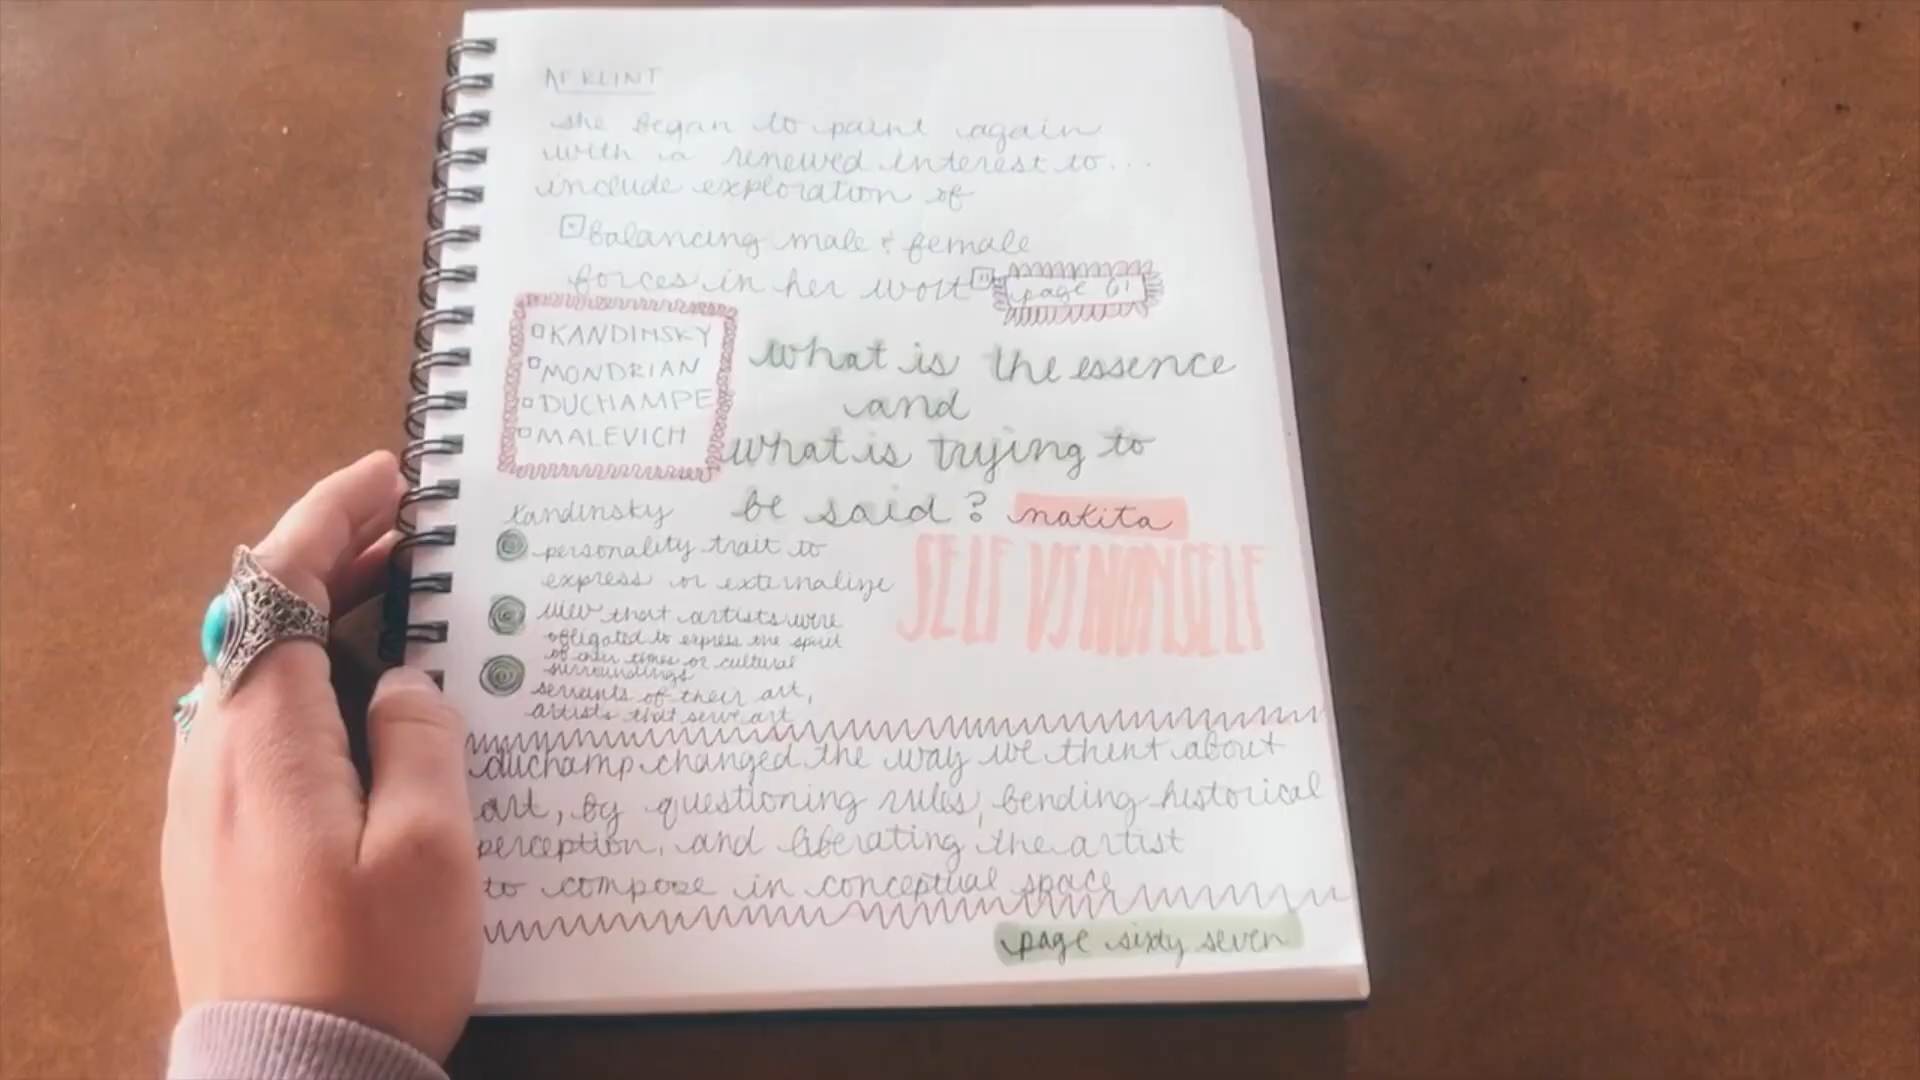 AF KLINT
she began to paint again
with a renewed interest to...
include exploration of
balancing male & female
forces in her work
page 61
KANDINSKY
MONDRIAN
DUCHAMPE
MALEVICH
what is the essence
and
what is trying to
be said?
nakita
SELF VS NONSELF
kandinsky
personality trait to
express or externalize
view that artists were
obligated to express the spirit
of their times or cultural
surroundings
servants of their art,
artists that serve art
duchamp changed the way we think about
art, by questioning rules, bending historical
perception, and liberating the artist
to compose in conceptual space
page sixty seven